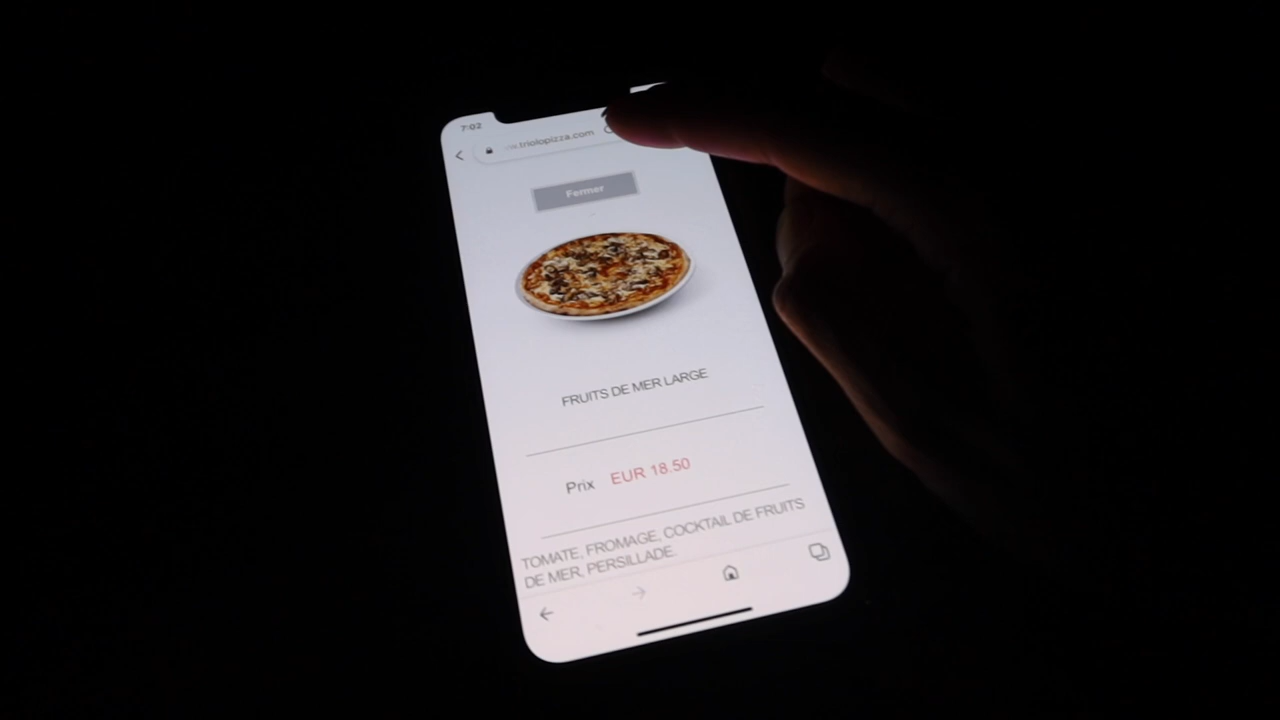 7:02
triolopizza.com
Fermer
FRUITS DE MER LARGE
Prix EUR 18.50
TOMATE, FROMAGE, COCKTAIL DE FRUITS
DE MER, PERSILLADE.